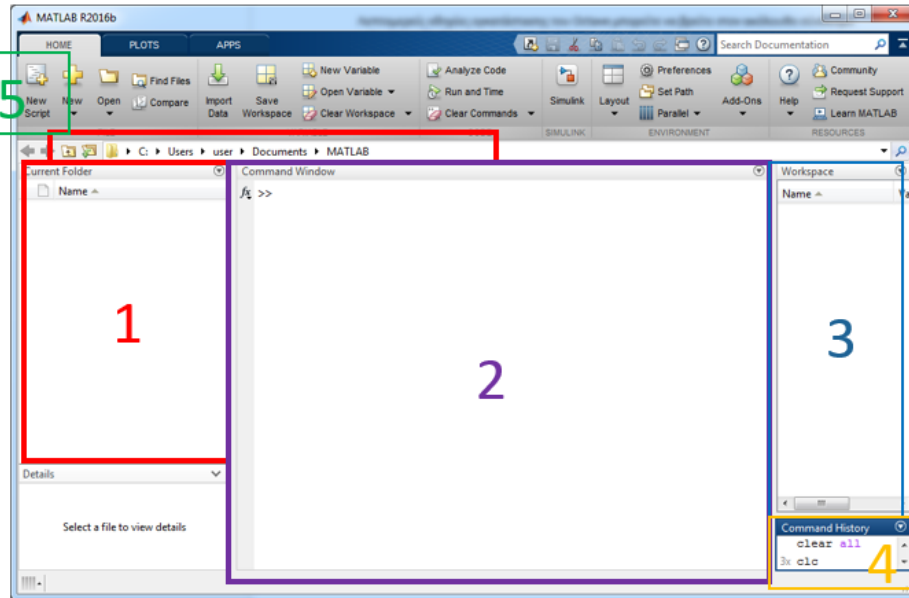 MATLAB R2016b
HOME PLOTS APPS
Search Documentation
New Script
New
Open
Find Files
Compare
Import Data
Save Workspace
New Variable
Open Variable
Clear Workspace
Analyze Code
Run and Time
Clear Commands
Simulink
Layout
Preferences
Set Path
Parallel
Add-Ons
Help
Community
Request Support
Learn MATLAB
SIMULINK
ENVIRONMENT
RESOURCES
5
C: Users user Documents MATLAB
Current Folder
Name
1
Details
Select a file to view details
Command Window
fx >>
2
Workspace
Name
3
Command History
clear all
3x clc
4